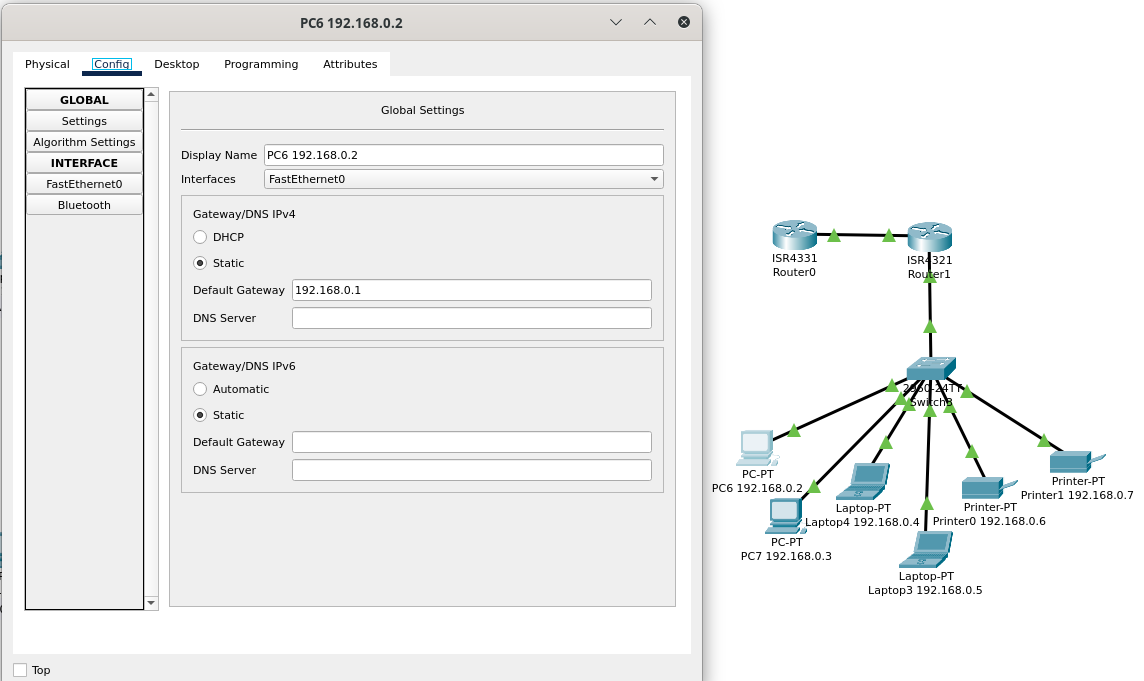 PC6 192.168.0.2
Physical Config Desktop Programming Attributes
GLOBAL
Settings
Algorithm Settings
INTERFACE
FastEthernet0
Bluetooth
Global Settings
Display Name PC6 192.168.0.2
Interfaces FastEthernet0
Gateway/DNS IPv4
DHCP
Static
Default Gateway 192.168.0.1
DNS Server
Gateway/DNS IPv6
Automatic
Static
Default Gateway
DNS Server
Top
ISR4331
Router0
ISR4321
Router1
2960-24TT
Switch3
PC-PT
PC6 192.168.0.2
PC-PT
PC7 192.168.0.3
Laptop-PT
Laptop4 192.168.0.4
Laptop-PT
Laptop3 192.168.0.5
Printer-PT
Printer0 192.168.0.6
Printer-PT
Printer1 192.168.0.7